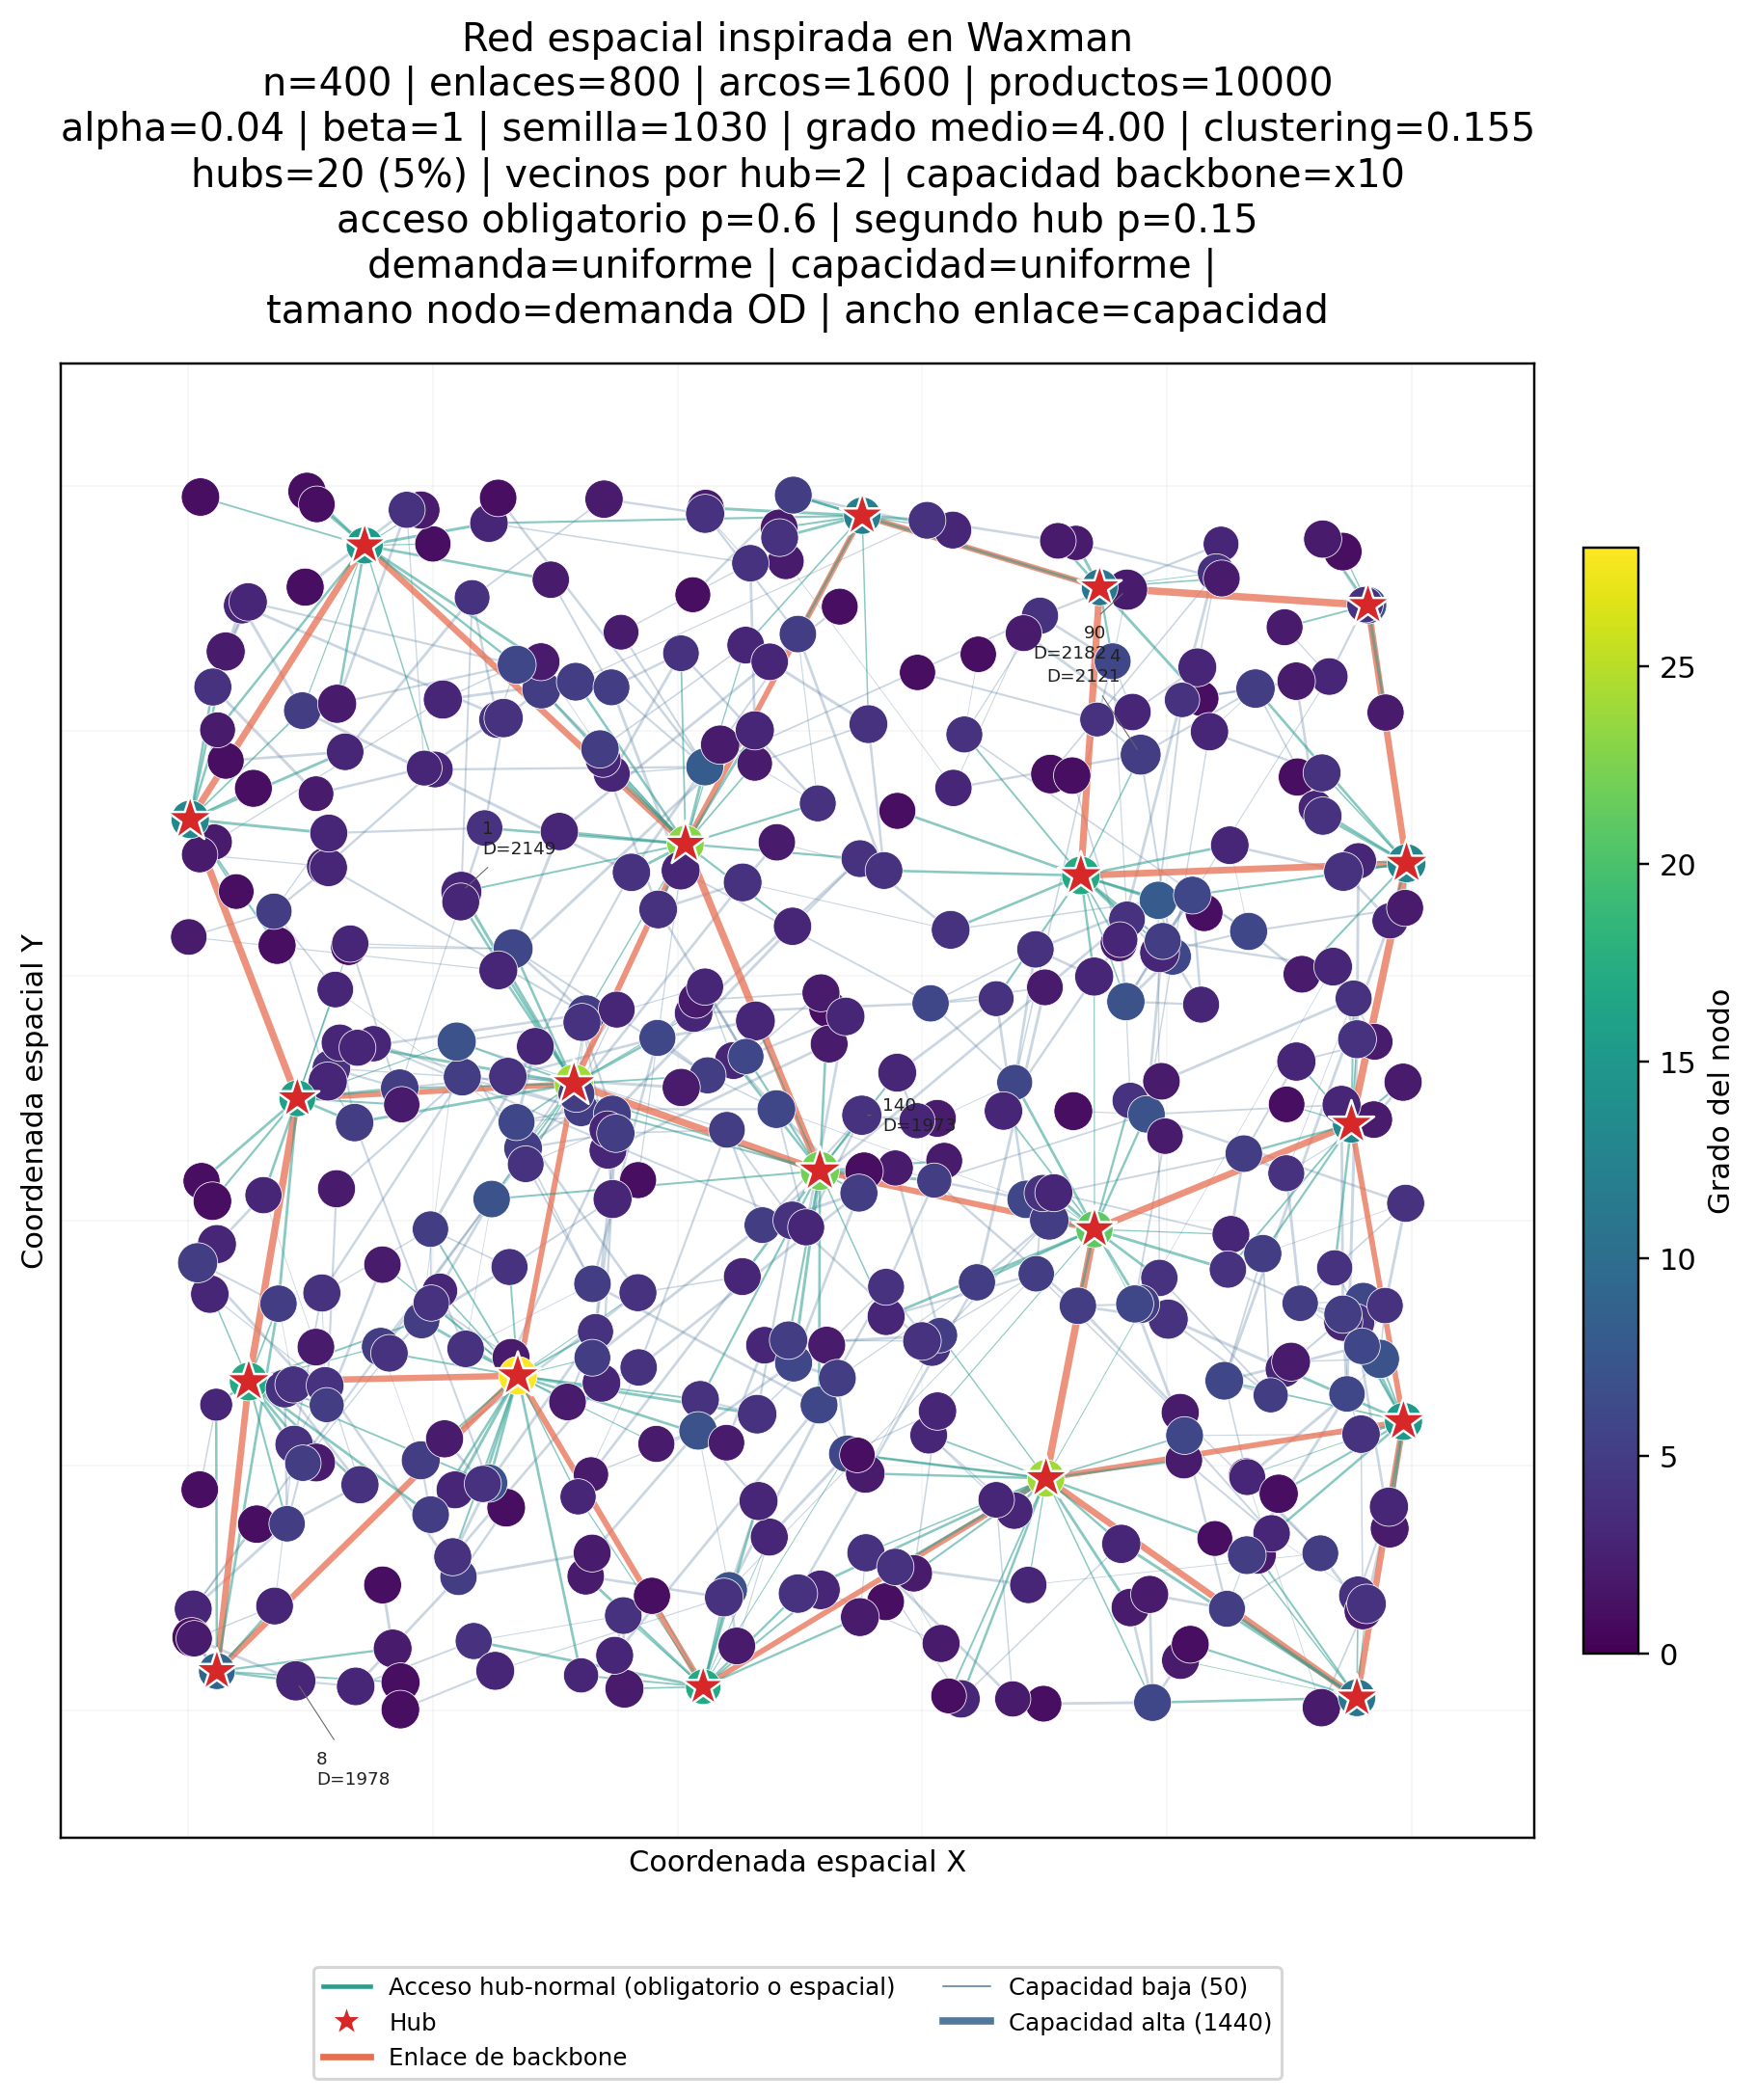 Red espacial inspirada en Waxman
n=400 | enlaces=800 | arcos=1600 | productos=10000
alpha=0.04 | beta=1 | semilla=1030 | grado medio=4.00 | clustering=0.155
hubs=20 (5%) | vecinos por hub=2 | capacidad backbone=x10
acceso obligatorio p=0.6 | segundo hub p=0.15
demanda=uniforme | capacidad=uniforme |
tamano nodo=demanda OD | ancho enlace=capacidad
90
D=2182
4
D=2121
1
D=2149
140
D=1973
8
D=1978
Coordenada espacial Y
Coordenada espacial X
25
20
15
10
5
0
Grado del nodo
Acceso hub-normal (obligatorio o espacial)
Hub
Enlace de backbone
Capacidad baja (50)
Capacidad alta (1440)